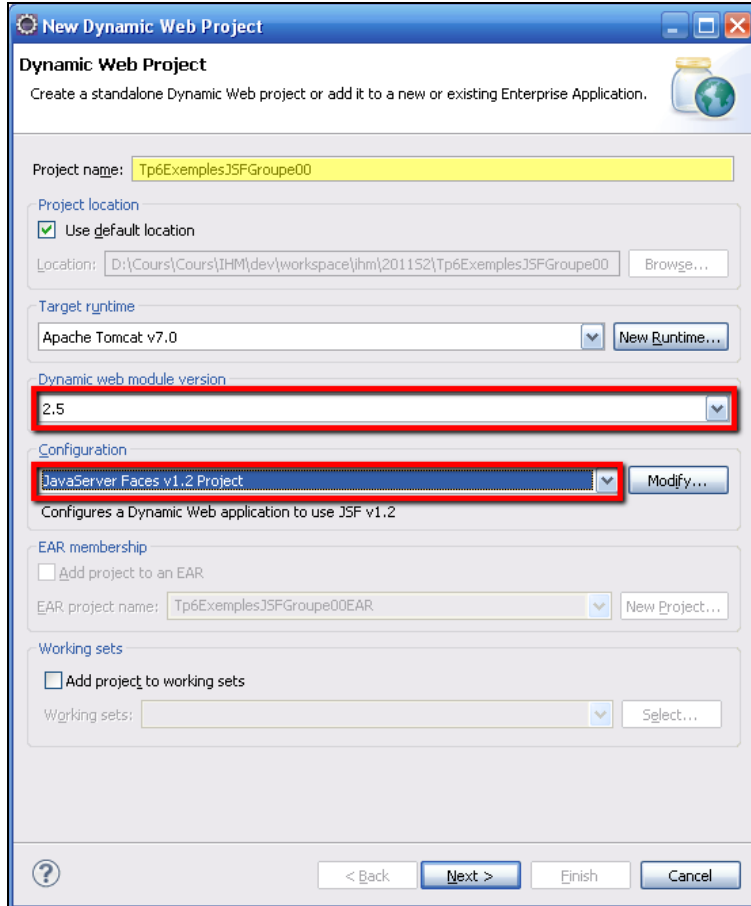 New Dynamic Web Project
Dynamic Web Project
Create a standalone Dynamic Web project or add it to a new or existing Enterprise Application.
Project name: Tp6ExemplesJSFGroupe00
Project location
Use default location
Location: D:\Cours\Cours\IHM\dev\workspace\ihm\2011S2\Tp6ExemplesJSFGroupe00 Browse...
Target runtime
Apache Tomcat v7.0 New Runtime...
Dynamic web module version
2.5
Configuration
JavaServer Faces v1.2 Project Modify...
Configures a Dynamic Web application to use JSF v1.2
EAR membership
Add project to an EAR
EAR project name: Tp6ExemplesJSFGroupe00EAR New Project...
Working sets
Add project to working sets
Working sets: Select...
? < Back Next > Finish Cancel